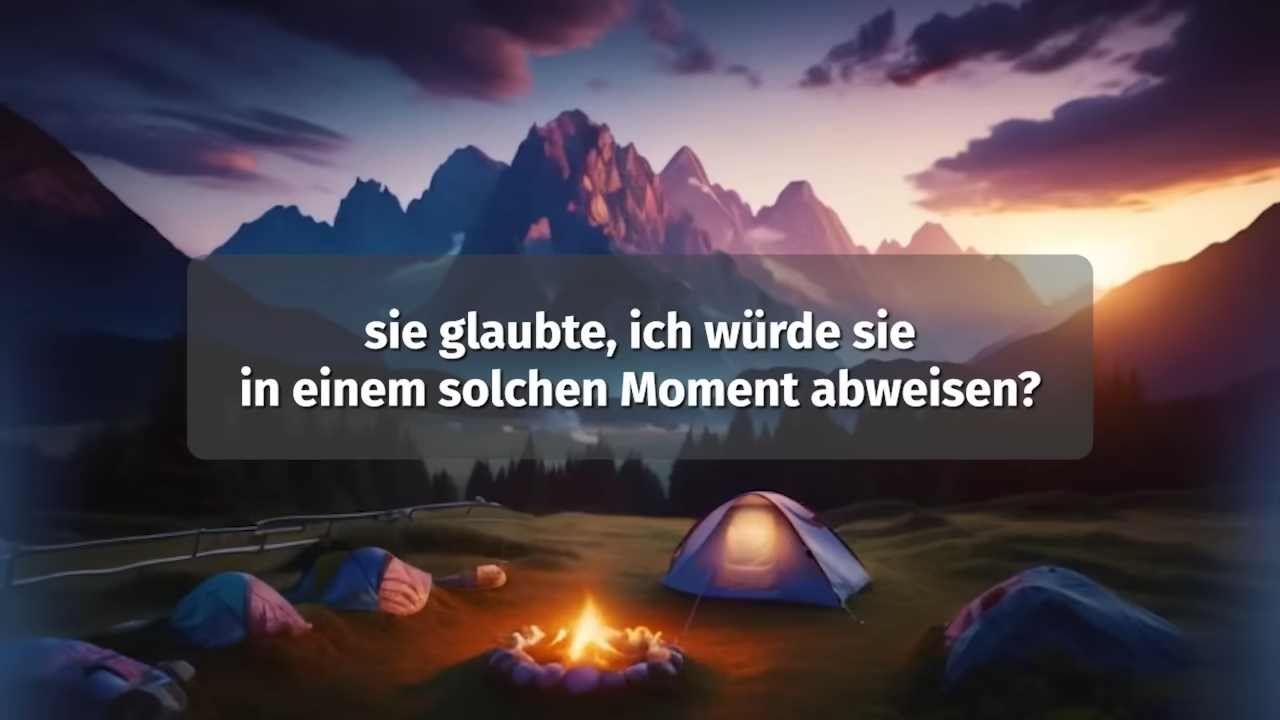 sie glaubte, ich würde sie
in einem solchen Moment abweisen?